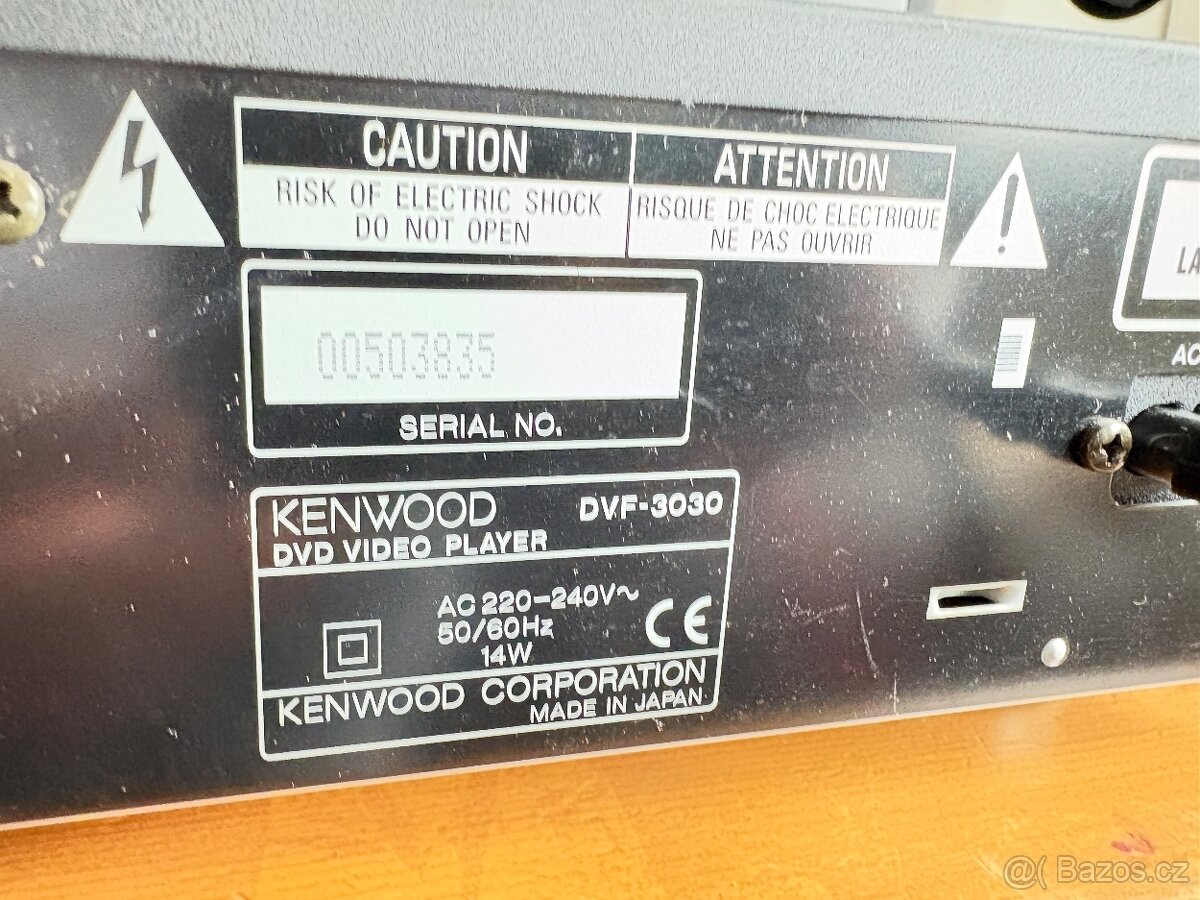 CAUTION
RISK OF ELECTRIC SHOCK
DO NOT OPEN
ATTENTION
RISQUE DE CHOC ELECTRIQUE
NE PAS OUVRIR
LA
00503835
SERIAL NO.
AC
KENWOOD DVF-3030
DVD VIDEO PLAYER
AC 220-240V~
50/60Hz
14W
CE
KENWOOD CORPORATION
MADE IN JAPAN
@( Bazos.cz